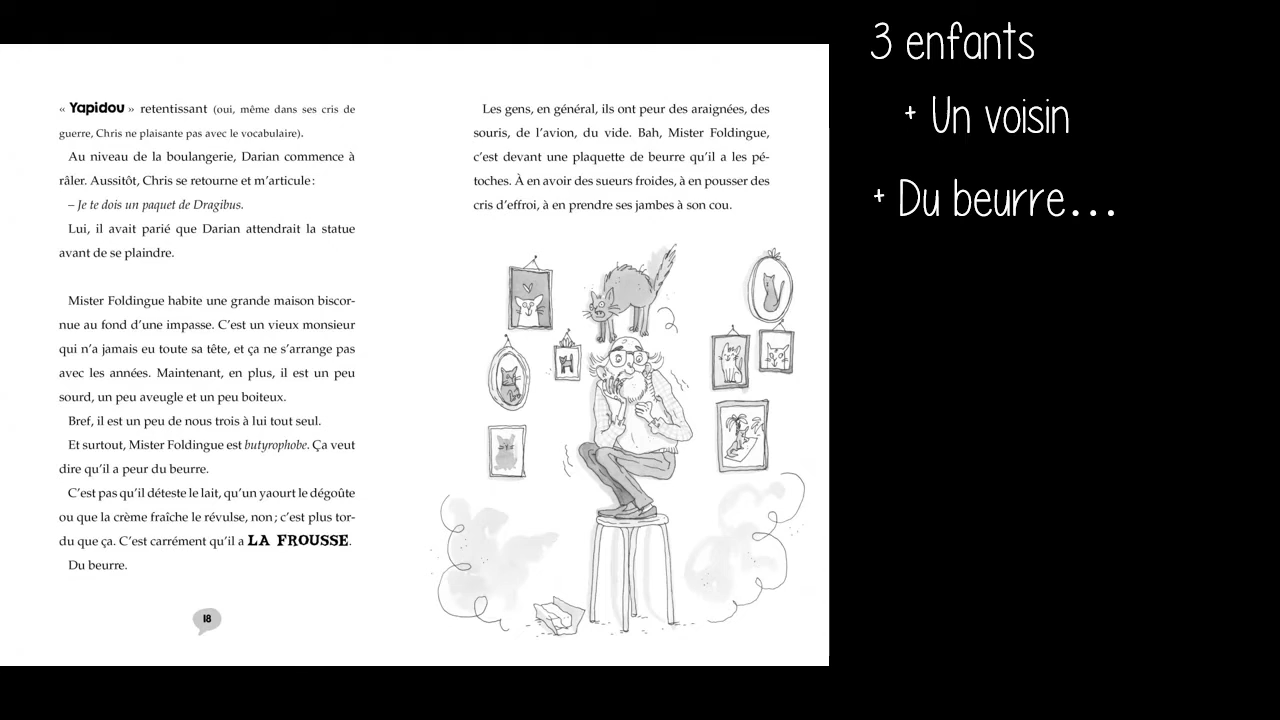 « Yapidou » retentissant (oui, même dans ses cris de
guerre, Chris ne plaisante pas avec le vocabulaire).
Au niveau de la boulangerie, Darian commence à
râler. Aussitôt, Chris se retourne et m’articule :
– Je te dois un paquet de Dragibus.
Lui, il avait parié que Darian attendrait la statue
avant de se plaindre.
Mister Foldingue habite une grande maison biscor-
nue au fond d’une impasse. C’est un vieux monsieur
qui n’a jamais eu toute sa tête, et ça ne s’arrange pas
avec les années. Maintenant, en plus, il est un peu
sourd, un peu aveugle et un peu boiteux.
Bref, il est un peu de nous trois à lui tout seul.
Et surtout, Mister Foldingue est butyrophobe. Ça veut
dire qu’il a peur du beurre.
C’est pas qu’il déteste le lait, qu’un yaourt le dégoûte
ou que la crème fraîche le révulse, non ; c’est plus tor-
du que ça. C’est carrément qu’il a LA FROUSSE.
Du beurre.
18
Les gens, en général, ils ont peur des araignées, des
souris, de l’avion, du vide. Bah, Mister Foldingue,
c’est devant une plaquette de beurre qu’il a les pé-
toches. À en avoir des sueurs froides, à en pousser des
cris d’effroi, à en prendre ses jambes à son cou.
3 enfants
+ Un voisin
+ Du beurre...